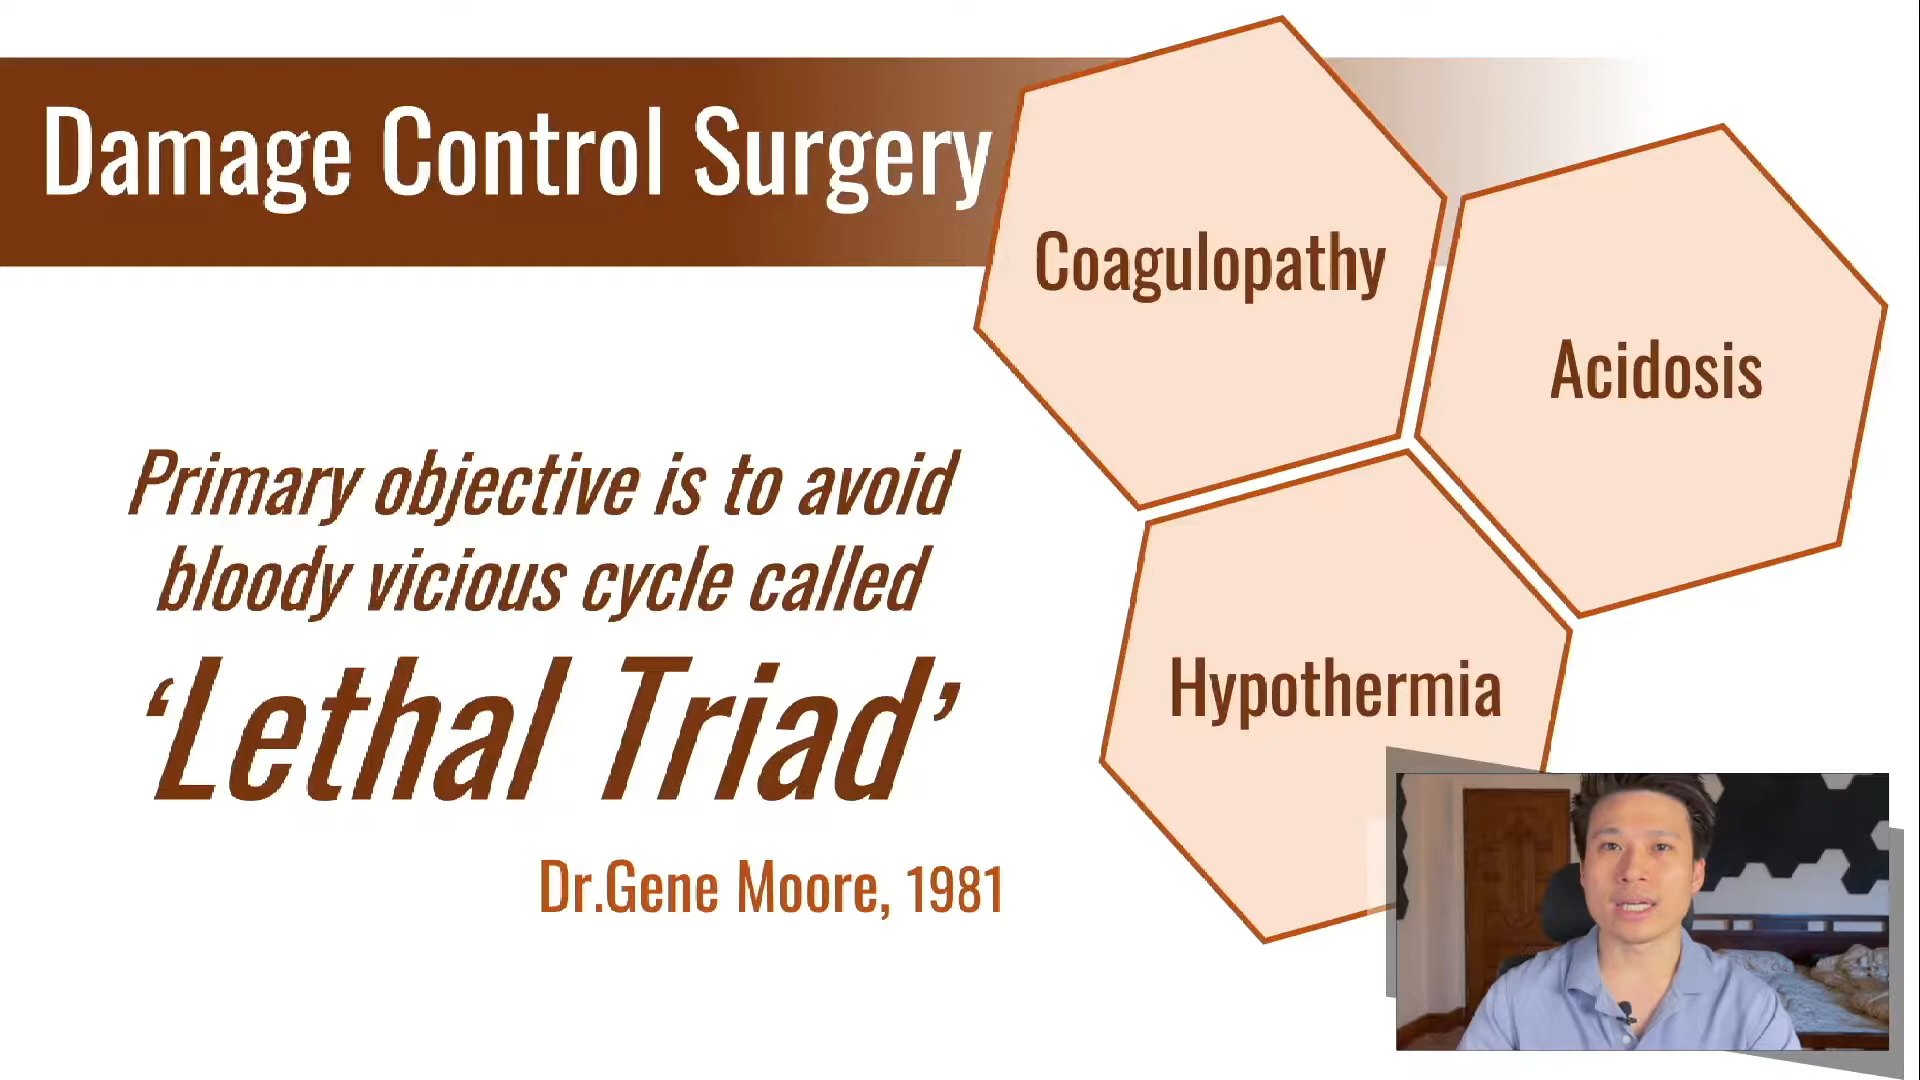 Damage Control Surgery
Coagulopathy
Acidosis
Primary objective is to avoid
bloody vicious cycle called
‘Lethal Triad’
Hypothermia
Dr.Gene Moore, 1981